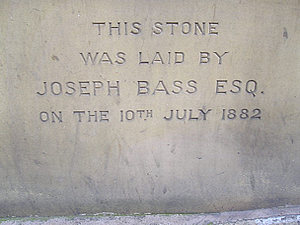 THIS STONE
WAS LAID BY
JOSEPH BASS ESQ.
ON THE 10TH JULY 1882